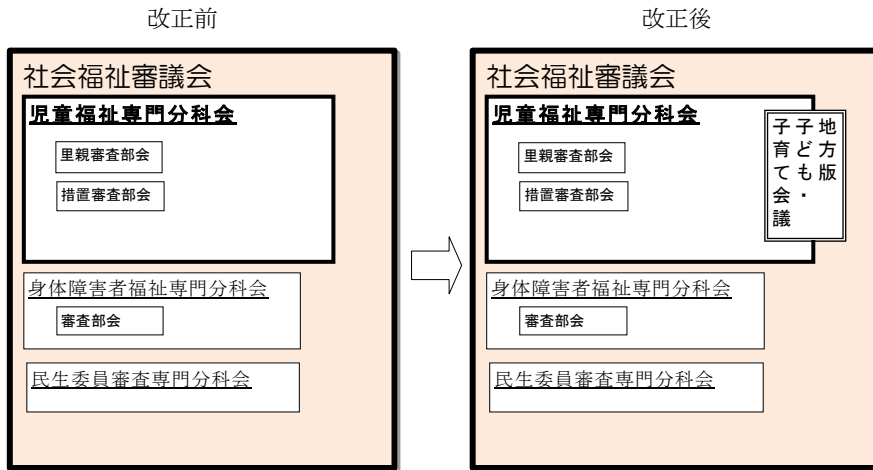 改正前
社会福祉審議会
児童福祉専門分科会
里親審査部会
措置審査部会
身体障害者福祉専門分科会
審査部会
民生委員審査専門分科会
改正後
社会福祉審議会
児童福祉専門分科会
里親審査部会
措置審査部会
地方版
子ども・
子育て会議
身体障害者福祉専門分科会
審査部会
民生委員審査専門分科会